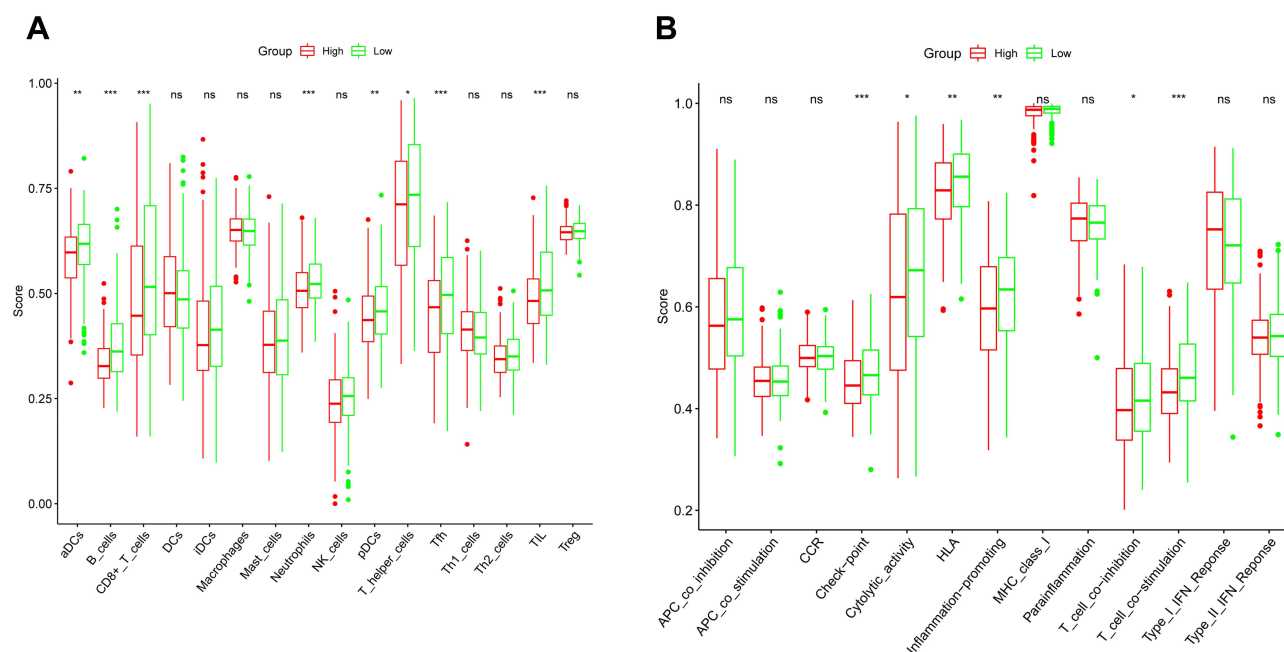 A
Group High Low
1.00
0.75
0.50
0.25
0.00
Score
** *** *** ns ns ns ns *** ns ** * *** ns ns *** ns
aDCs
B_cells
CD8+_T_cells
DCs
iDCs
Macrophages
Mast_cells
Neutrophils
NK_cells
pDCs
T_helper_cells
Tfh
Th1_cells
Th2_cells
TIL
Treg
B
Group High Low
1.0
0.8
0.6
0.4
0.2
Score
ns ns ns *** * ** ** ns ns * *** ns ns
APC_co_inhibition
APC_co_stimulation
CCR
Check-point
Cytolytic_activity
HLA
Inflammation-promoting
MHC_class_I
Parainflammation
T_cell_co-inhibition
T_cell_co-stimulation
Type_I_IFN_Reponse
Type_II_IFN_Reponse